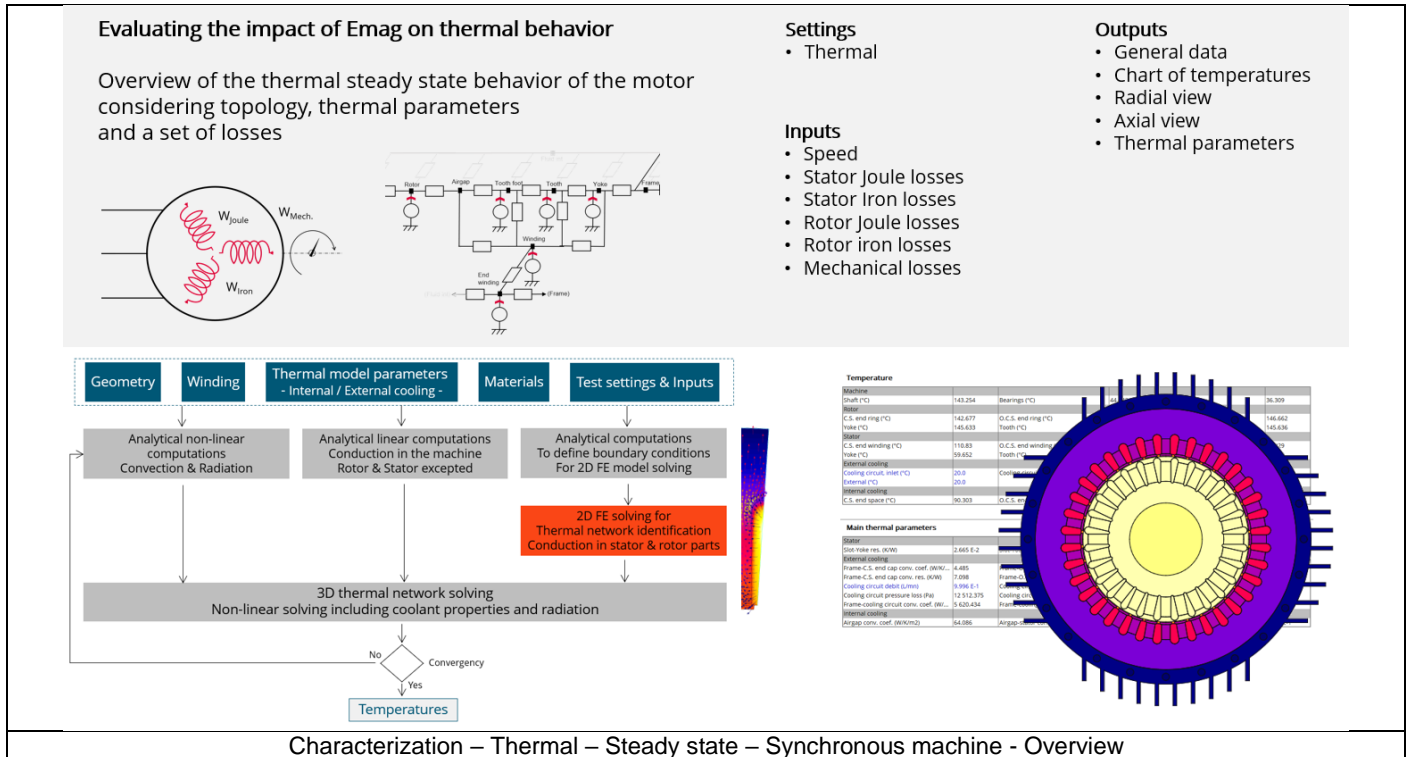 Evaluating the impact of Emag on thermal behavior
Overview of the thermal steady state behavior of the motor
considering topology, thermal parameters
and a set of losses
Settings
• Thermal
Inputs
• Speed
• Stator Joule losses
• Stator Iron losses
• Rotor Joule losses
• Rotor iron losses
• Mechanical losses
Outputs
• General data
• Chart of temperatures
• Radial view
• Axial view
• Thermal parameters
WJoule
WMech.
WIron
Rotor
Airgap
Tooth foot
Tooth
Yoke
Frame
Winding
End
winding
(Frame)
Geometry
Winding
Thermal model parameters
- Internal / External cooling -
Materials
Test settings & Inputs
Analytical non-linear
computations
Convection & Radiation
Analytical linear computations
Conduction in the machine
Rotor & Stator excepted
Analytical computations
To define boundary conditions
For 2D FE model solving
2D FE solving for
Thermal network identification
Conduction in stator & rotor parts
3D thermal network solving
Non-linear solving including coolant properties and radiation
No
Convergency
Yes
Temperatures
Temperature
Machine
Shaft (°C) 143.254 Bearings (°C) 44 36.309
Rotor
C.S. end ring (°C) 142.677 O.C.S. end ring (°C) 146.662
Yoke (°C) 145.633 Tooth (°C) 145.636
Stator
C.S. end winding (°C) 110.83 O.C.S. end winding
Yoke (°C) 59.652 Tooth (°C)
External cooling
Cooling circuit, inlet (°C) 20.0
External (°C) 20.0
Internal cooling
C.S. end space (°C) 90.303
Main thermal parameters
Stator
Slot-Yoke res. (K/W) 2.665 E-2
External cooling
Frame-C.S. end cap conv. coef. (W/K/... 4.485
Frame-C.S. end cap conv. res. (K/W) 7.098
Cooling circuit debit (L/mn) 9.996 E-1
Cooling circuit pressure loss (Pa) 12 512.375
Frame-cooling circuit conv. coef. (W/... 5 620.434
Internal cooling
Airgap conv. coef. (W/K/m2) 64.086
Characterization – Thermal – Steady state – Synchronous machine - Overview